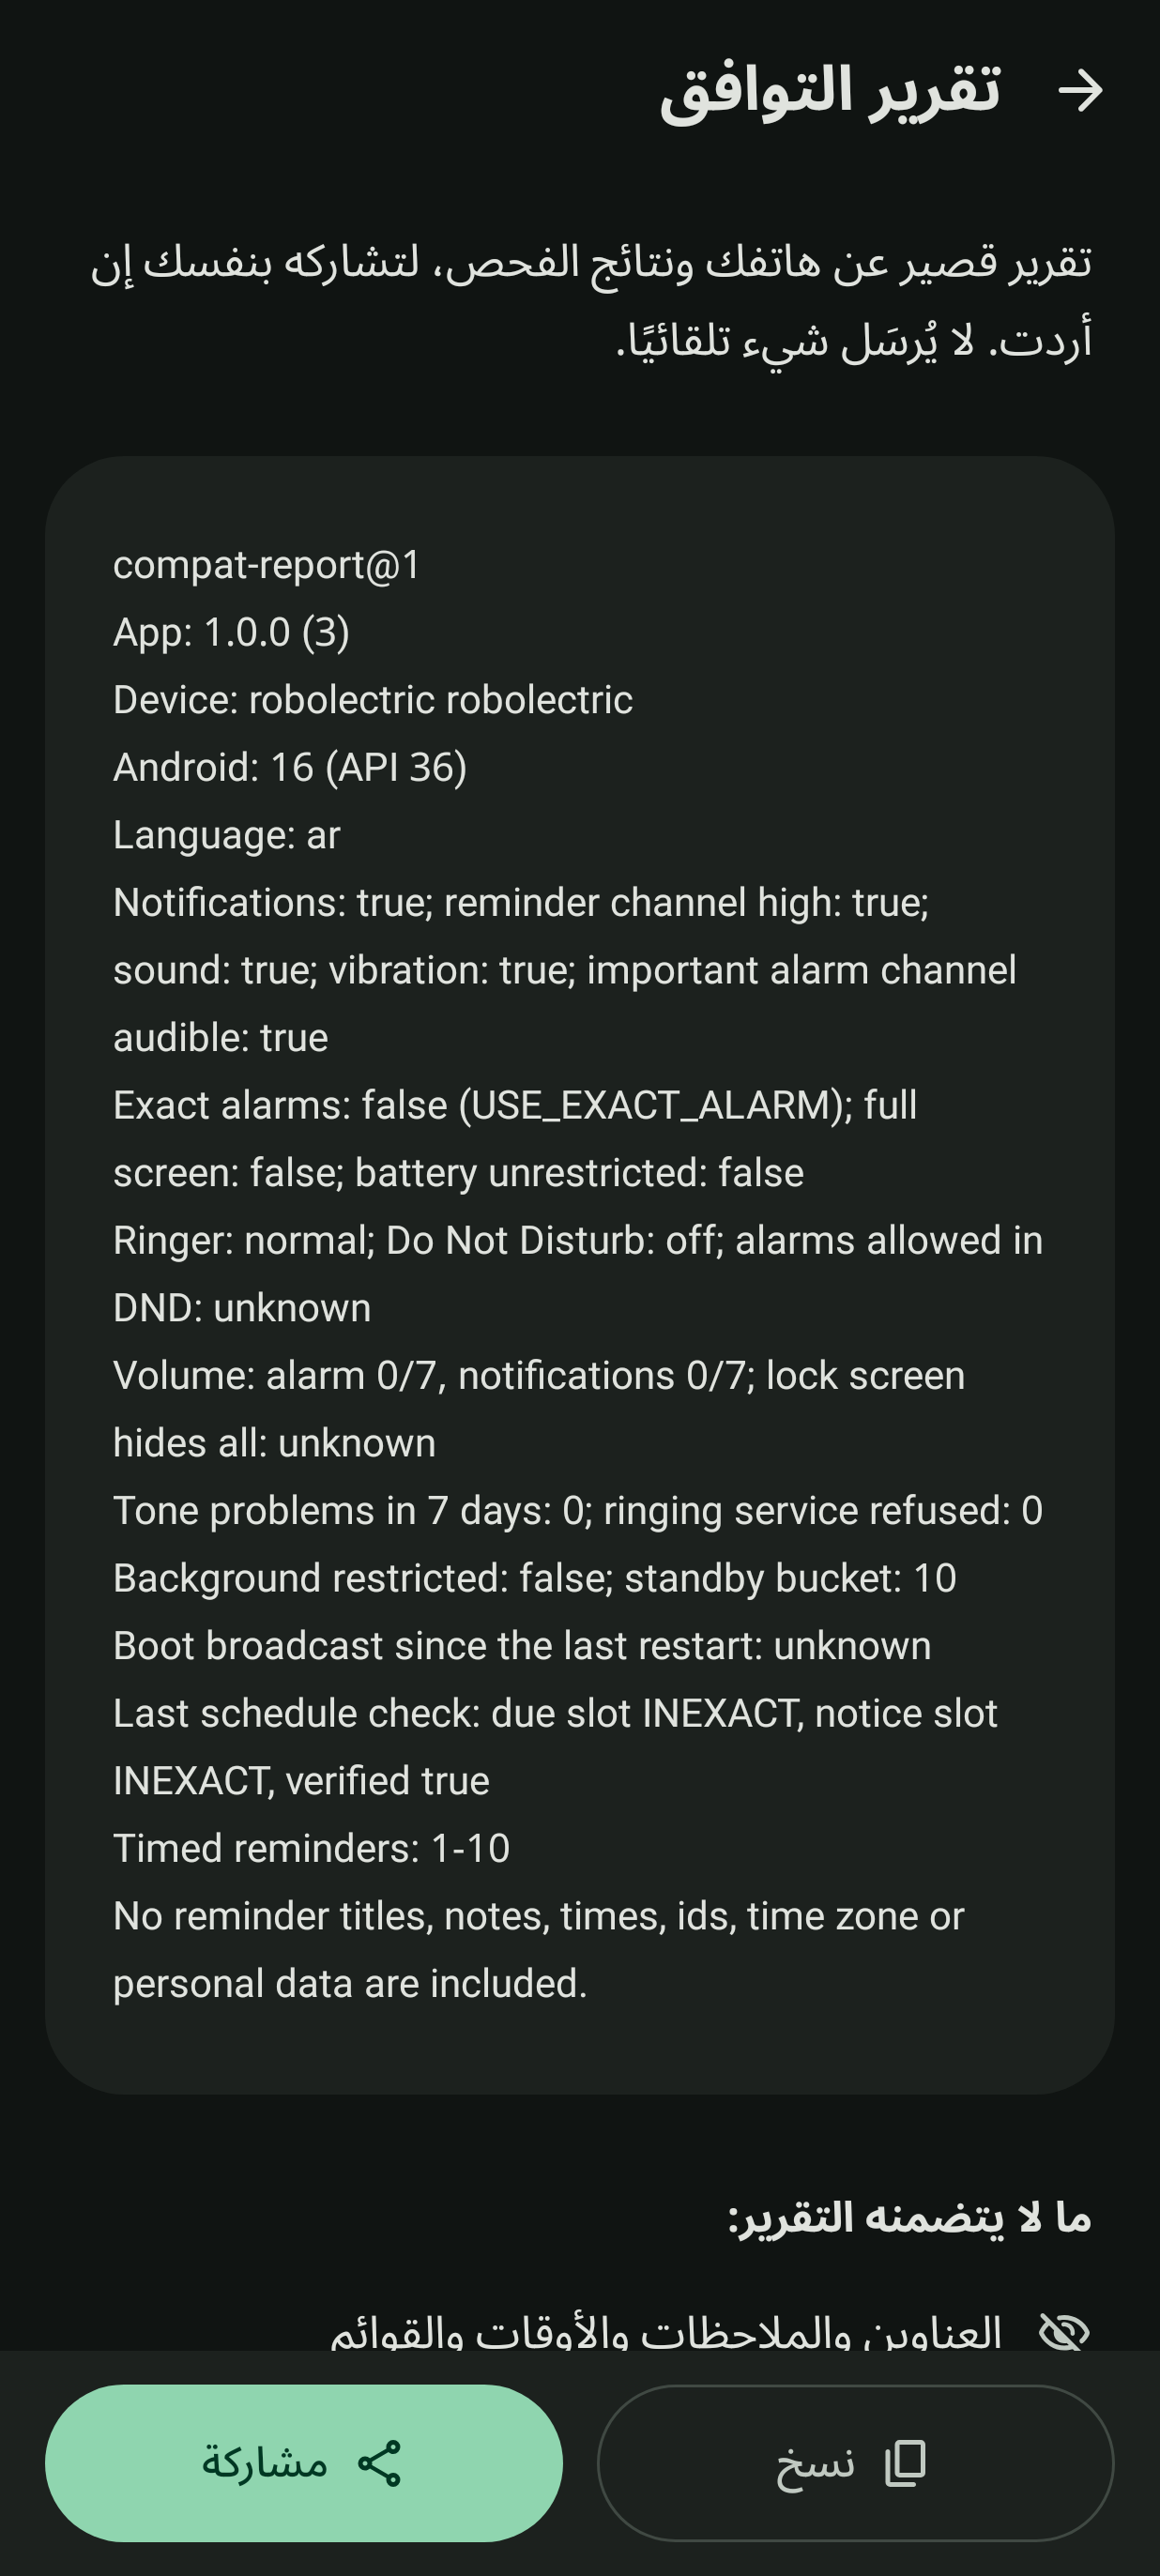 تقرير التوافق
تقرير قصير عن هاتفك ونتائج الفحص، لتشاركه بنفسك إن
أردت. لا يُرسَل شيء تلقائيًا.
compat-report@1
App: 1.0.0 (3)
Device: robolectric robolectric
Android: 16 (API 36)
Language: ar
Notifications: true; reminder channel high: true;
sound: true; vibration: true; important alarm channel
audible: true
Exact alarms: false (USE_EXACT_ALARM); full
screen: false; battery unrestricted: false
Ringer: normal; Do Not Disturb: off; alarms allowed in
DND: unknown
Volume: alarm 0/7, notifications 0/7; lock screen
hides all: unknown
Tone problems in 7 days: 0; ringing service refused: 0
Background restricted: false; standby bucket: 10
Boot broadcast since the last restart: unknown
Last schedule check: due slot INEXACT, notice slot
INEXACT, verified true
Timed reminders: 1-10
No reminder titles, notes, times, ids, time zone or
personal data are included.
ما لا يتضمنه التقرير:
العناوين والملاحظات والأوقات والقوائم
نسخ
مشاركة